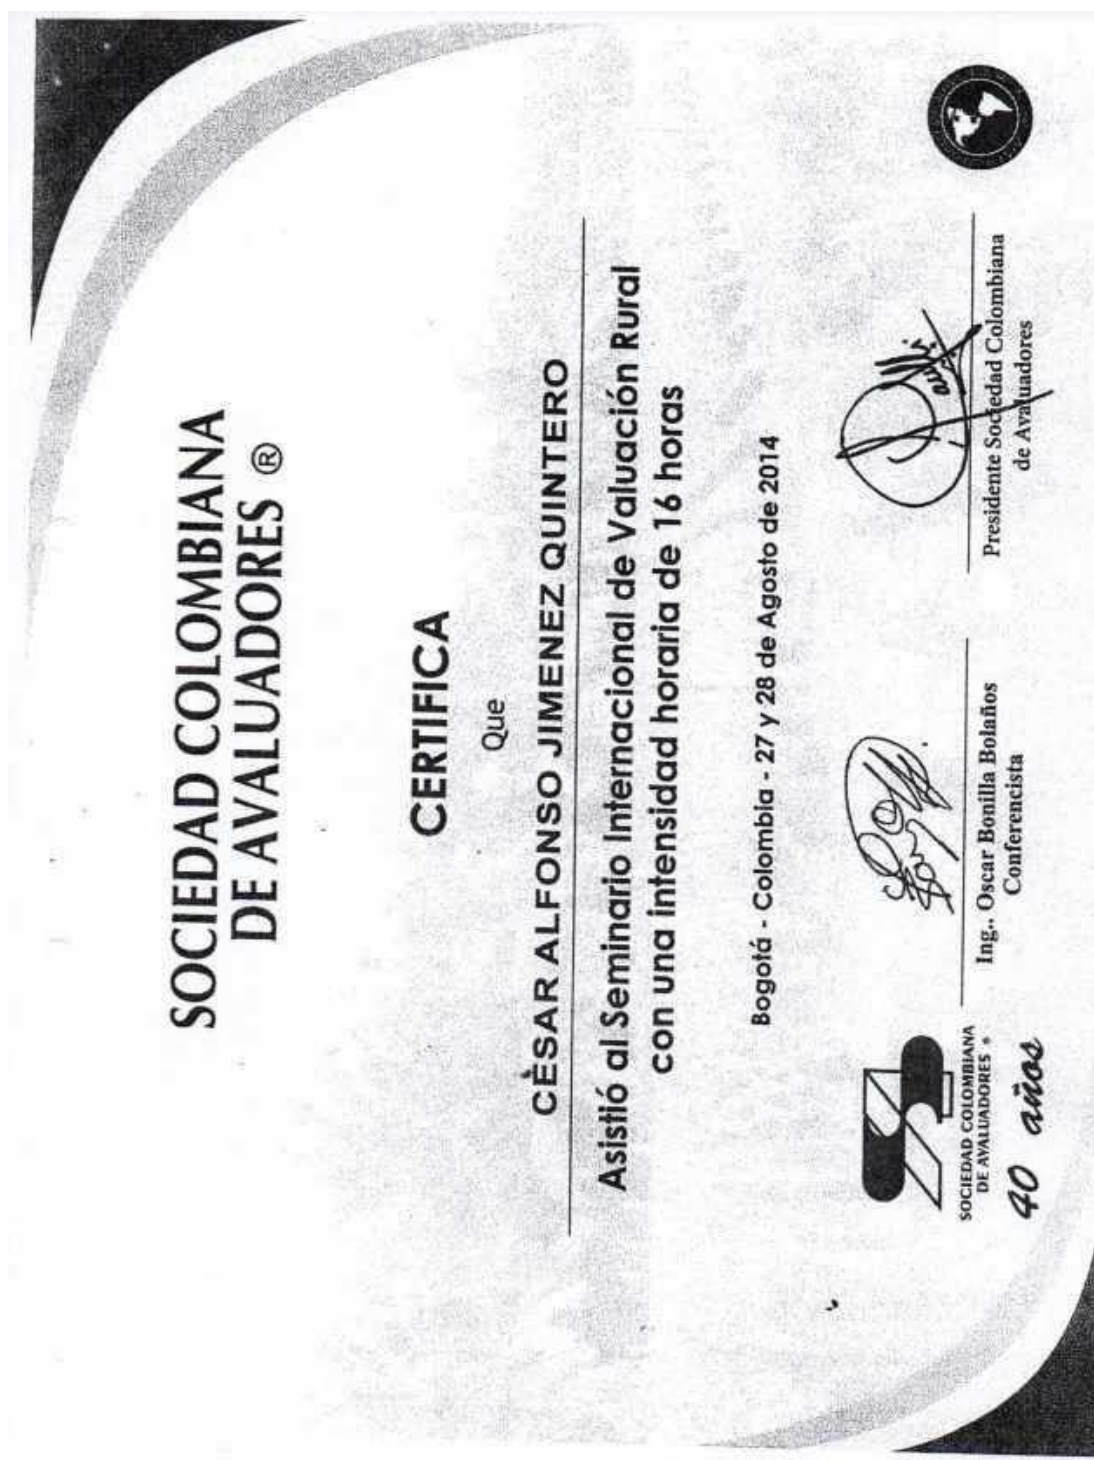 SOCIEDAD COLOMBIANA
DE AVALUADORES ®
CERTIFICA
Que
CÉSAR ALFONSO JIMENEZ QUINTERO
Asistió al Seminario Internacional de Valuación Rural
con una intensidad horaria de 16 horas
Bogotá - Colombia - 27 y 28 de Agosto de 2014
SOCIEDAD COLOMBIANA
DE AVALUADORES ®
40 años
Ing.. Oscar Bonilla Bolaños
Conferencista
Presidente Sociedad Colombiana
de Avaluadores